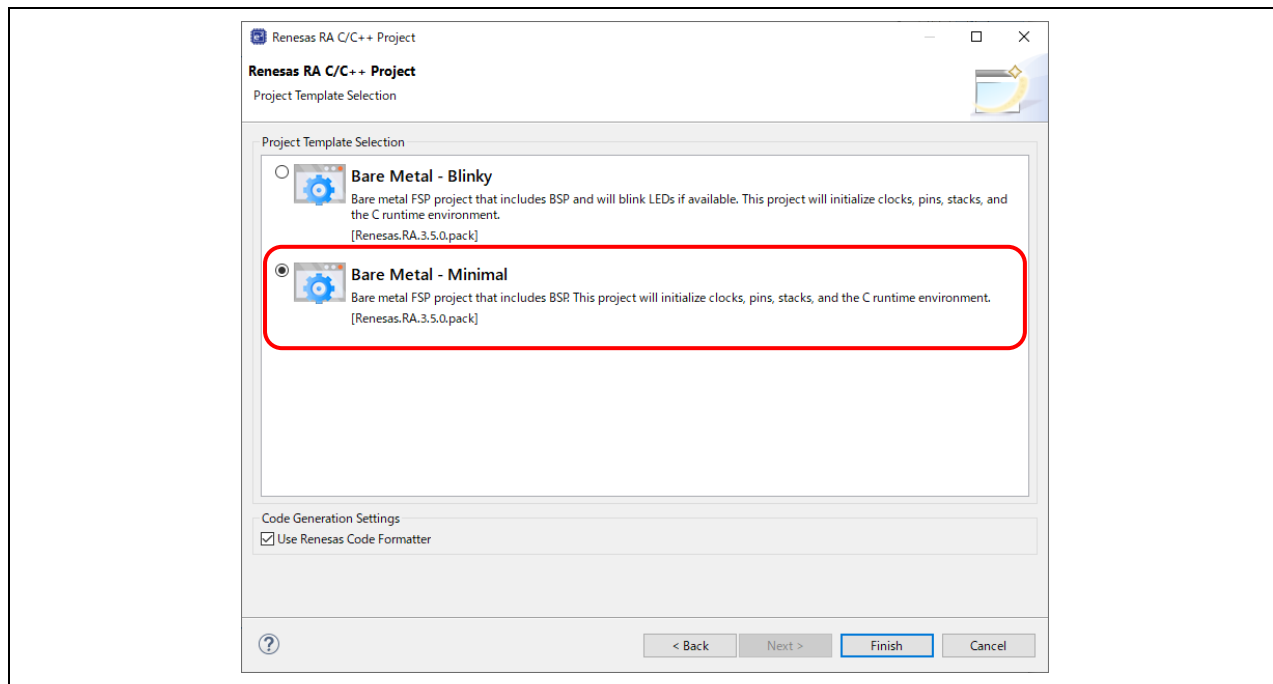 Renesas RA C/C++ Project
Renesas RA C/C++ Project
Project Template Selection
Project Template Selection
Bare Metal - Blinky
Bare metal FSP project that includes BSP and will blink LEDs if available. This project will initialize clocks, pins, stacks, and
the C runtime environment.
[Renesas.RA.3.5.0.pack]
Bare Metal - Minimal
Bare metal FSP project that includes BSP. This project will initialize clocks, pins, stacks, and the C runtime environment.
[Renesas.RA.3.5.0.pack]
Code Generation Settings
Use Renesas Code Formatter
? < Back Next > Finish Cancel